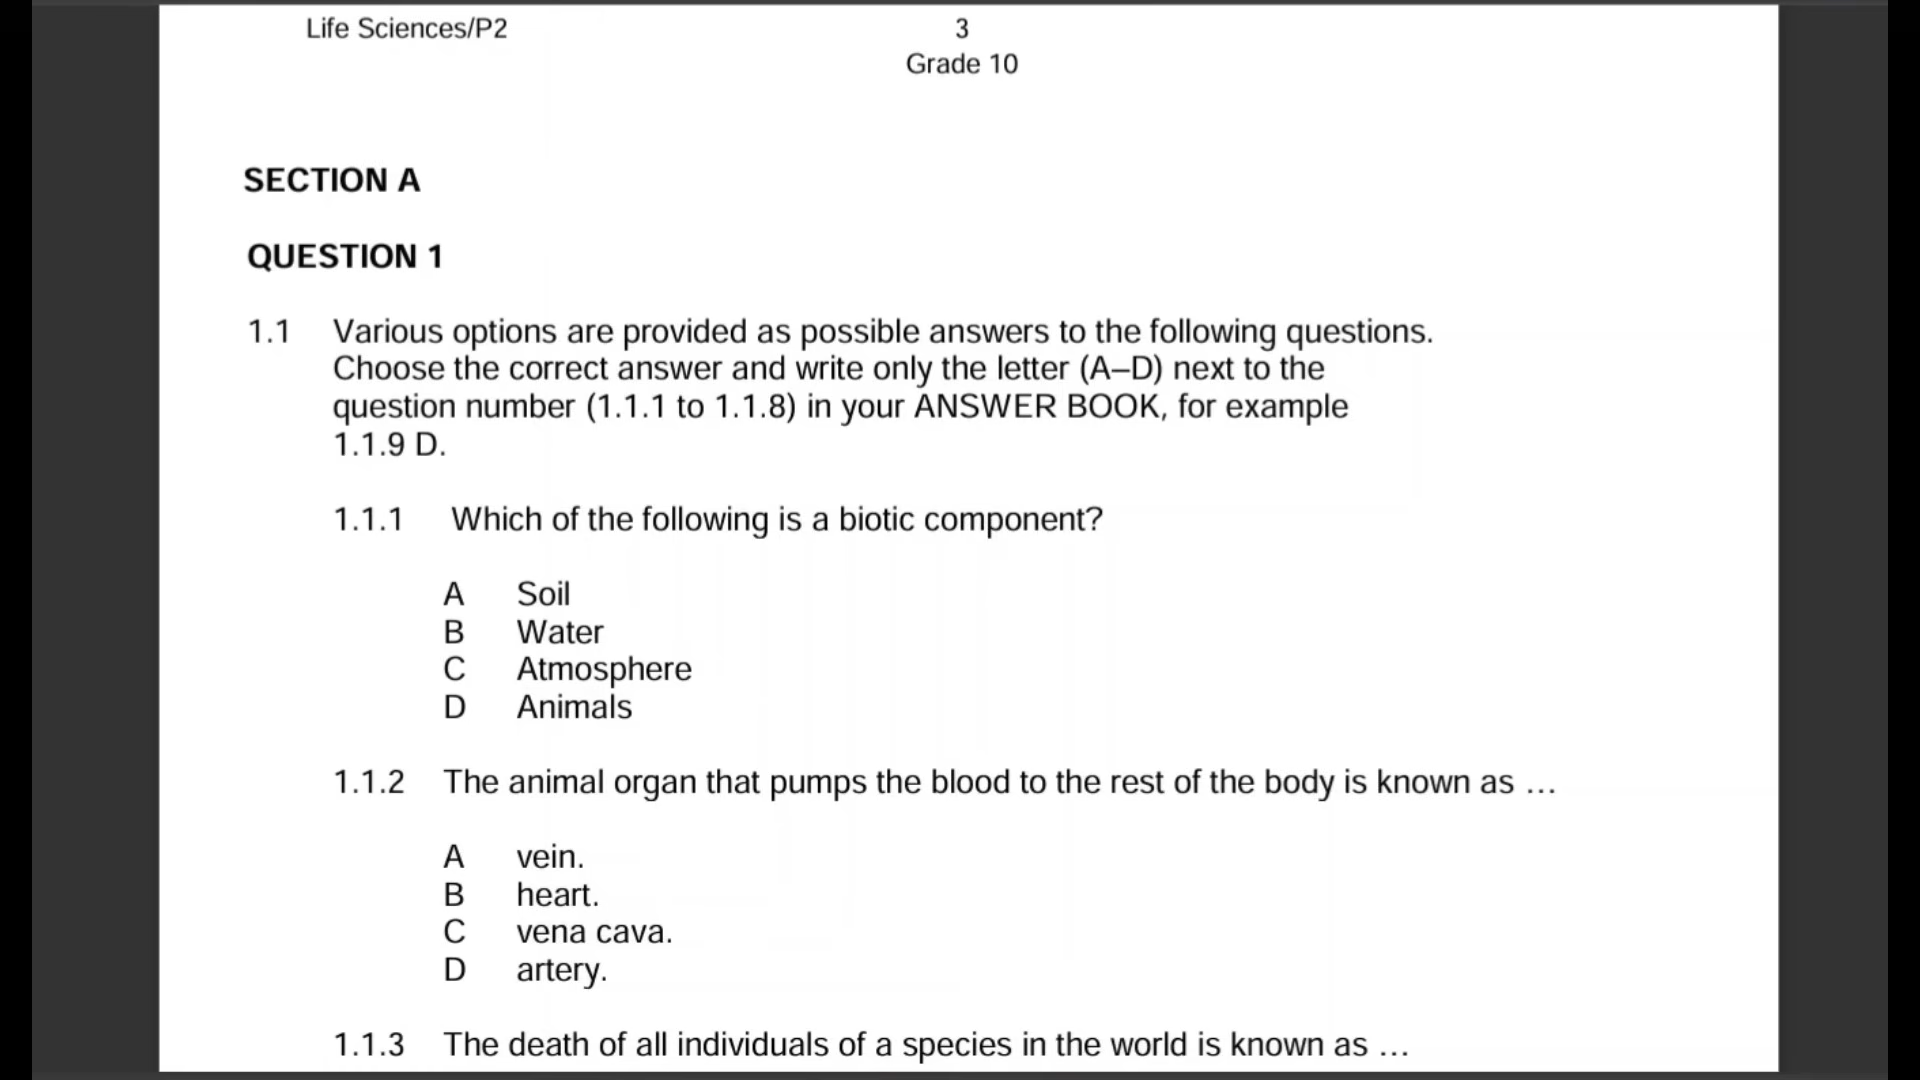 Life Sciences/P2 3
Grade 10
SECTION A
QUESTION 1
1.1 Various options are provided as possible answers to the following questions.
Choose the correct answer and write only the letter (A–D) next to the
question number (1.1.1 to 1.1.8) in your ANSWER BOOK, for example
1.1.9 D.
1.1.1 Which of the following is a biotic component?
A Soil
B Water
C Atmosphere
D Animals
1.1.2 The animal organ that pumps the blood to the rest of the body is known as …
A vein.
B heart.
C vena cava.
D artery.
1.1.3 The death of all individuals of a species in the world is known as …